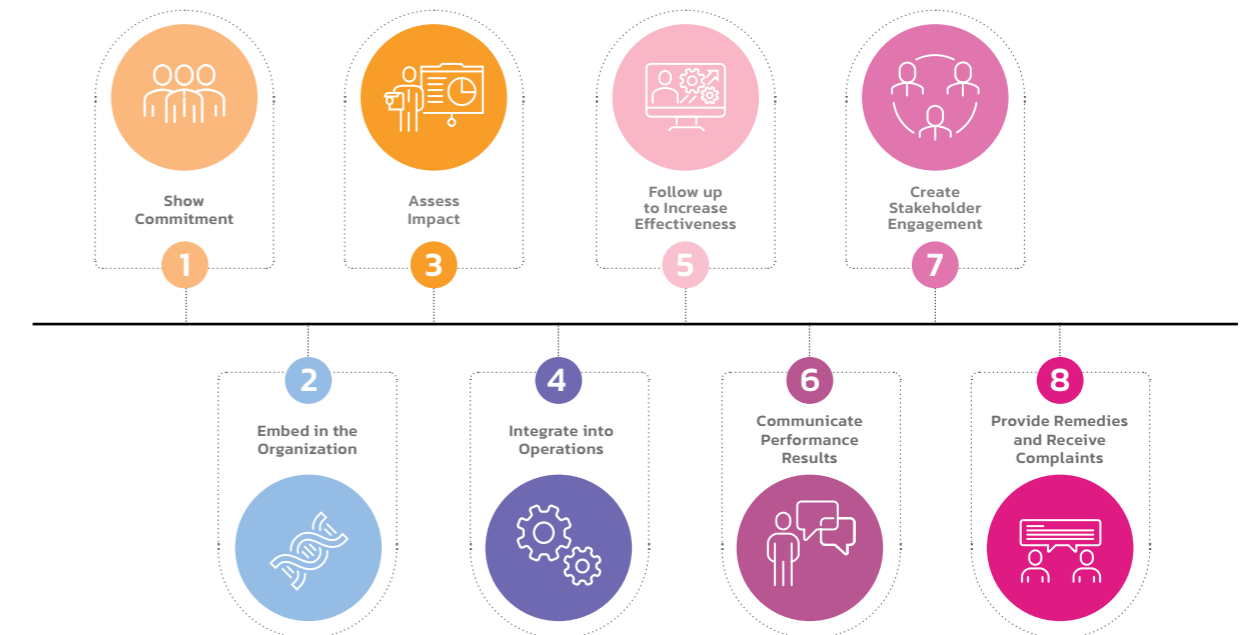 Show
Commitment
1
Assess
Impact
3
Follow up
to Increase
Effectiveness
5
Create
Stakeholder
Engagement
7
2
Embed in the
Organization
4
Integrate into
Operations
6
Communicate
Performance
Results
8
Provide Remedies
and Receive
Complaints